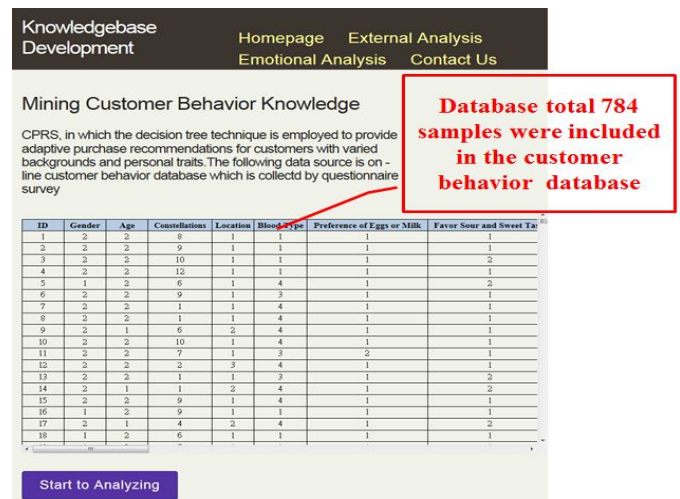 Knowledgebase
Development
Homepage External Analysis
Emotional Analysis Contact Us
Mining Customer Behavior Knowledge
CPRS, in which the decision tree technique is employed to provide
adaptive purchase recommendations for customers with varied
backgrounds and personal traits.The following data source is on -
line customer behavior database which is collectd by questionnaire
survey
Database total 784
samples were included
in the customer
behavior database
ID Gender Age Constellations Location Blood Type Preference of Eggs or Milk Favor Sour and Sweet Tas
1 2 2 8 1 1 1 1
2 2 2 9 1 1 1 1
3 2 2 10 1 1 1 2
4 2 2 12 1 1 1 1
5 1 2 6 1 4 1 2
6 2 2 9 1 3 1 1
7 2 2 1 1 4 1 1
8 2 2 1 1 4 1 1
9 2 1 6 2 4 1 1
10 2 2 10 1 4 1 1
11 2 2 7 1 3 2 1
12 2 2 2 3 4 1 1
13 2 2 1 1 3 1 2
14 2 1 1 2 4 1 2
15 2 2 9 1 4 1 1
16 1 2 9 1 1 1 1
17 2 1 4 2 4 1 2
18 1 2 6 1 1 1 1
Start to Analyzing